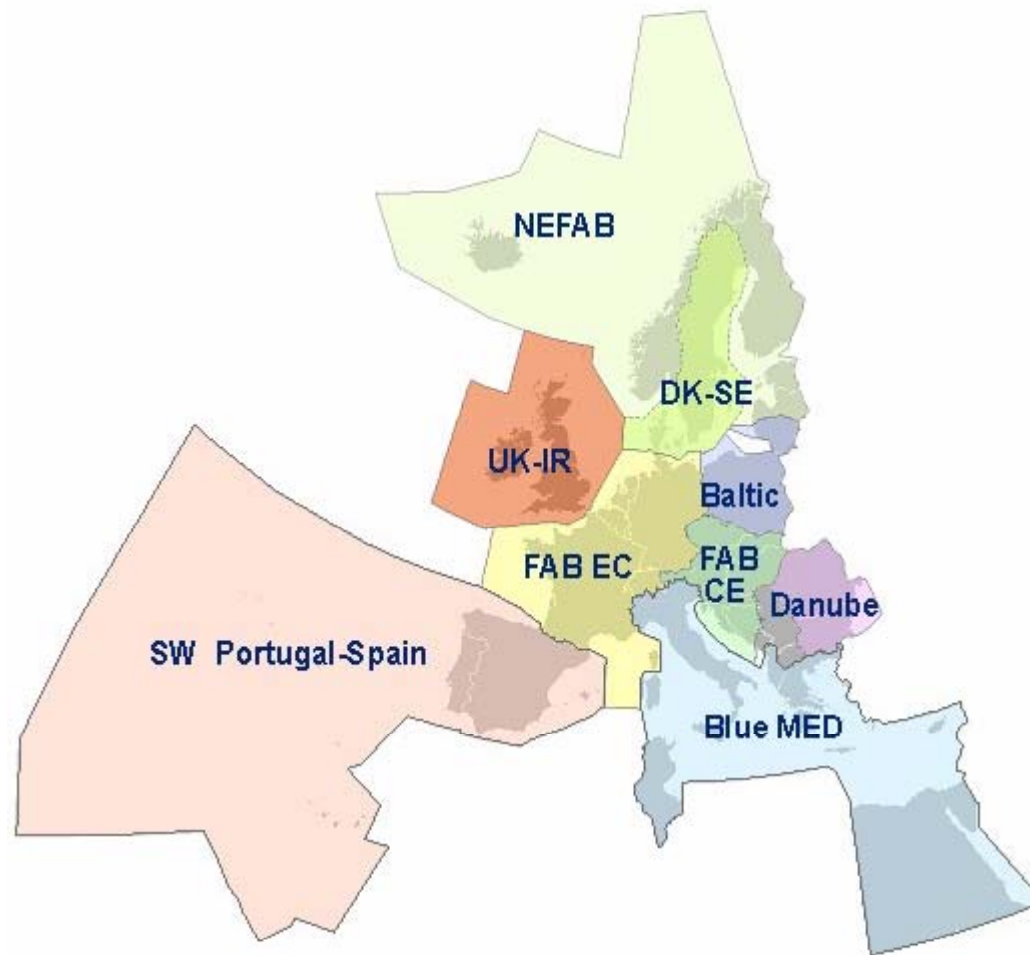 NEFAB
DK-SE
UK-IR
Baltic
FAB EC
FAB
CE
Danube
SW Portugal-Spain
Blue MED